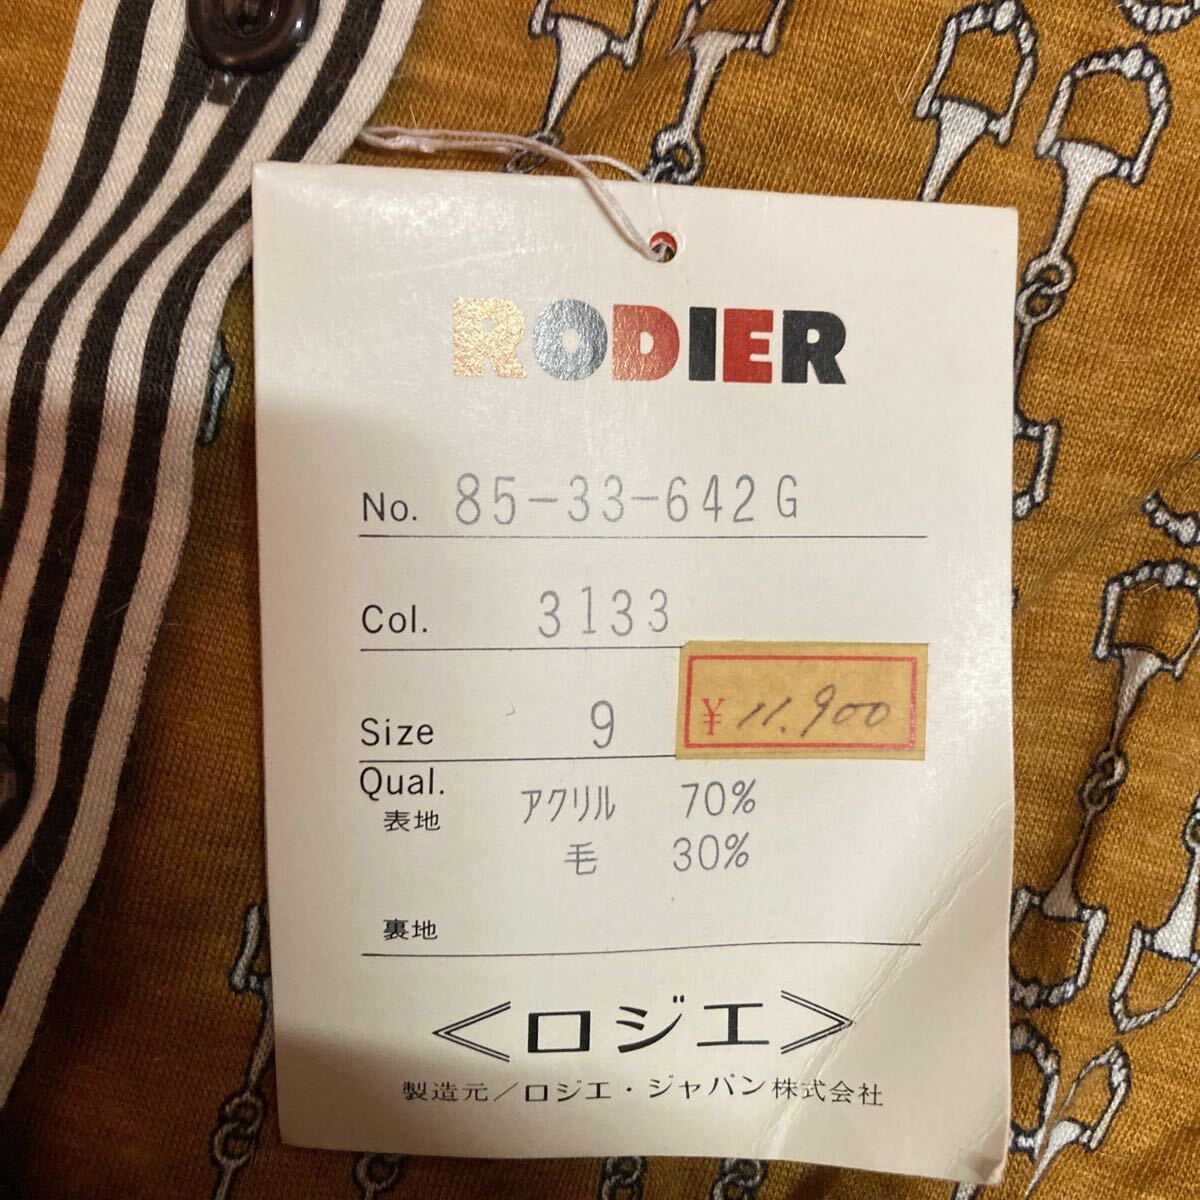 RODIER
No. 85-33-642G
Col. 3133
Size 9
¥11.900
Qual.
表地 アクリル 70%
毛 30%
裏地
≪ロジエ≫
製造元/ロジエ・ジャパン株式会社